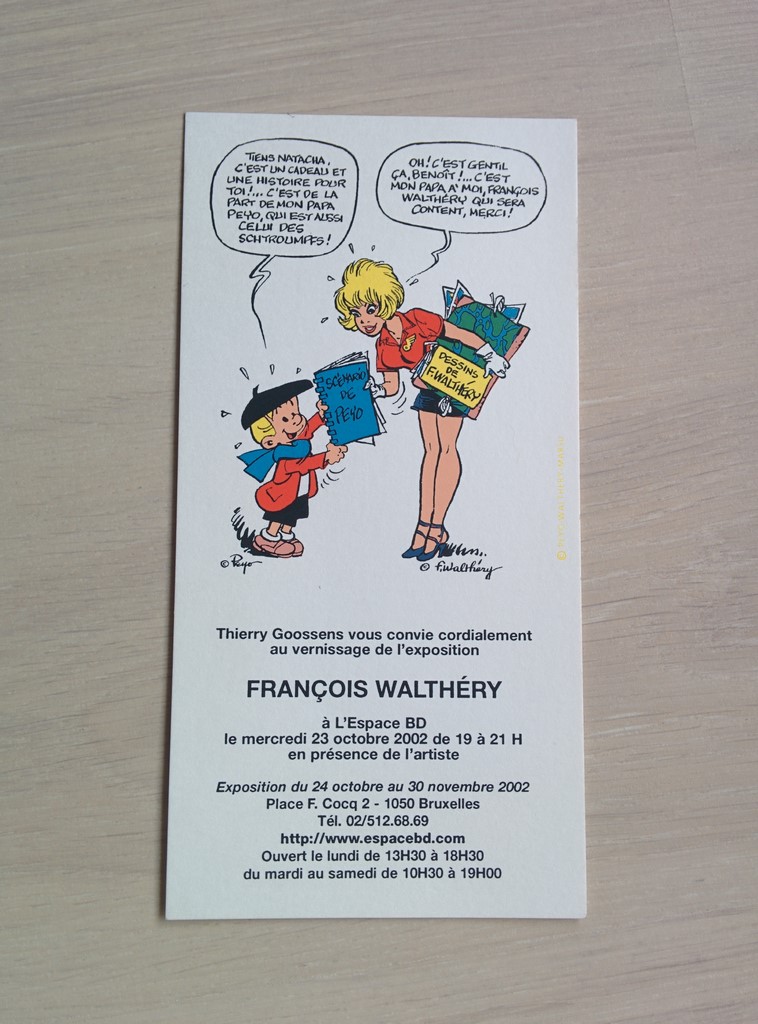 TIENS NATACHA,
C'EST UN CADEAU ET
UNE HISTOIRE POUR
TOI!... C'EST DE LA
PART DE MON PAPA
PEYO, QUI EST AUSSI
CELUI DES
SCHTROUMPFS!
OH! C'EST GENTIL
ÇA, BENOÎT!... C'EST
MON PAPA À MOI, FRANÇOIS
WALTHÉRY QUI SERA
CONTENT, MERCI!
SCÉNARIO
DE
PEYO
DESSINS
DE
F. WALTHÉRY
© Peyo
© F. Walthéry
Thierry Goossens vous convie cordialement
au vernissage de l'exposition
FRANÇOIS WALTHÉRY
à L'Espace BD
le mercredi 23 octobre 2002 de 19 à 21 H
en présence de l'artiste
Exposition du 24 octobre au 30 novembre 2002
Place F. Cocq 2 - 1050 Bruxelles
Tél. 02/512.68.69
http://www.espacebd.com
Ouvert le lundi de 13H30 à 18H30
du mardi au samedi de 10H30 à 19H00